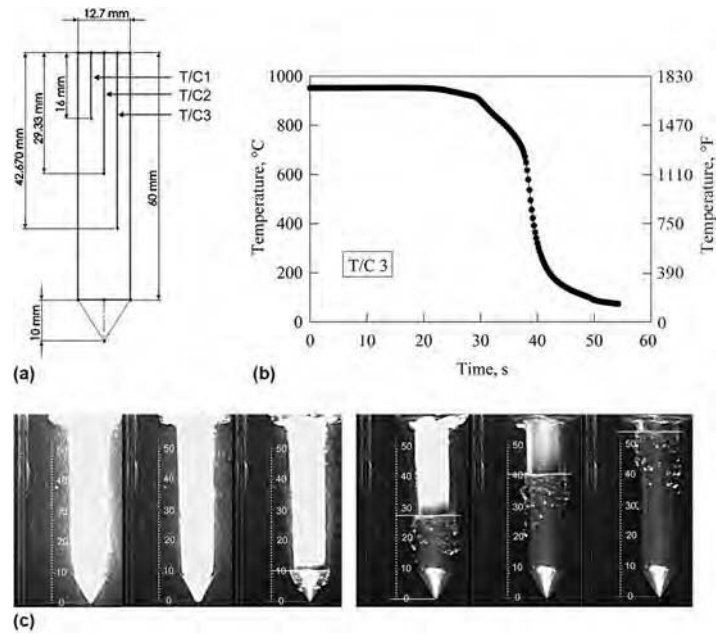 12.7 mm
T/C1
T/C2
T/C3
16 mm
29.33 mm
42.670 mm
60 mm
10 mm
(a)
1000
800
600
400
200
0
Temperature, °C
1830
1470
1110
750
390
0
Temperature, °F
T/C 3
0 10 20 30 40 50 60
Time, s
(b)
50
40
30
20
10
0
50
40
30
20
10
0
50
40
30
20
10
0
50
40
30
20
10
0
50
40
30
20
10
0
50
40
30
20
10
0
(c)